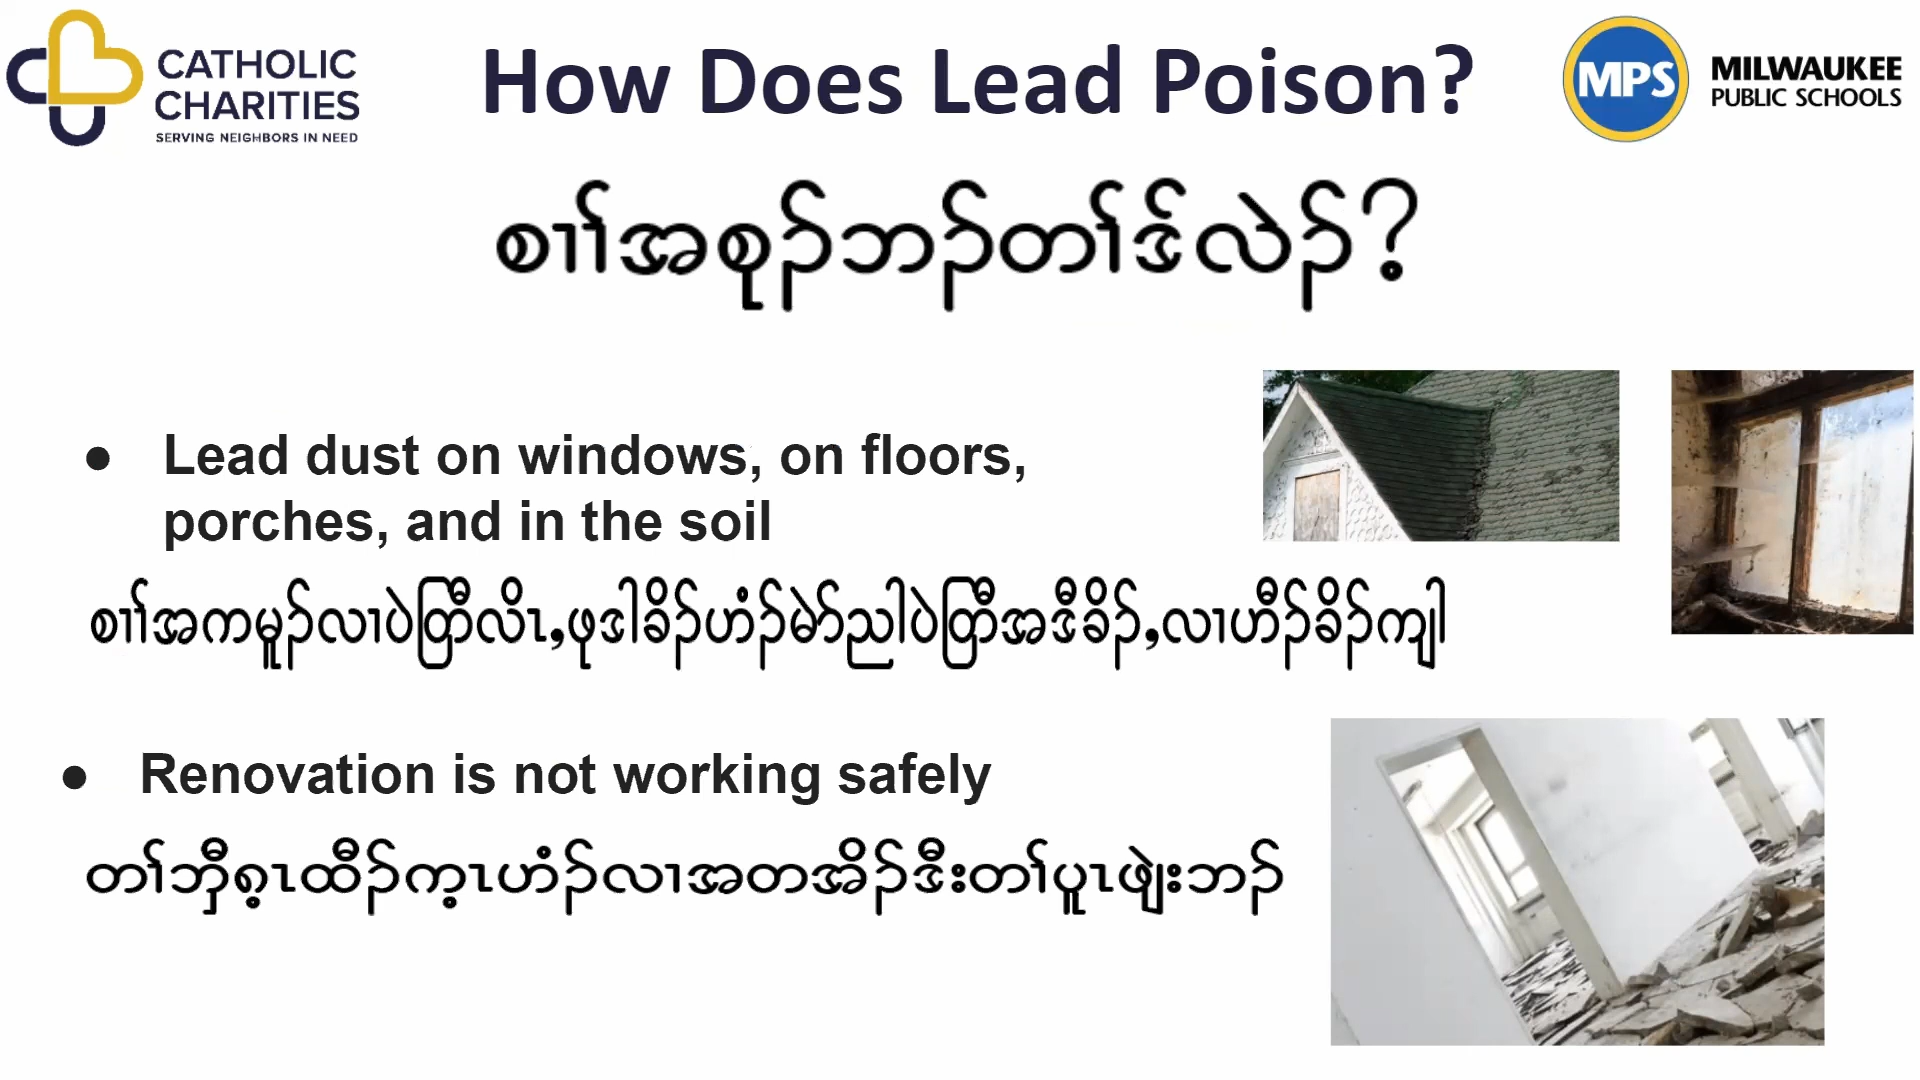 CATHOLIC
CHARITIES
SERVING NEIGHBORS IN NEED
How Does Lead Poison?
MPS
MILWAUKEE
PUBLIC SCHOOLS
စၢၢ်အစုၣ်ဘၣ်တၢ်ဒ်လဲၣ်?
● Lead dust on windows, on floors,
porches, and in the soil
စၢၢ်အကမူၣ်လၢပဲတြီလိၤ,ဖုဒါခိၣ်ဟံၣ်မဲာ်ညါပဲတြီအဒီခိၣ်,လၢဟီၣ်ခိၣ်ကျါ
● Renovation is not working safely
တၢ်ဘှီစ့ၤထီၣ်က့ၤဟံၣ်လၢအတအိၣ်ဒီးတၢ်ပူၤဖျဲးဘၣ်